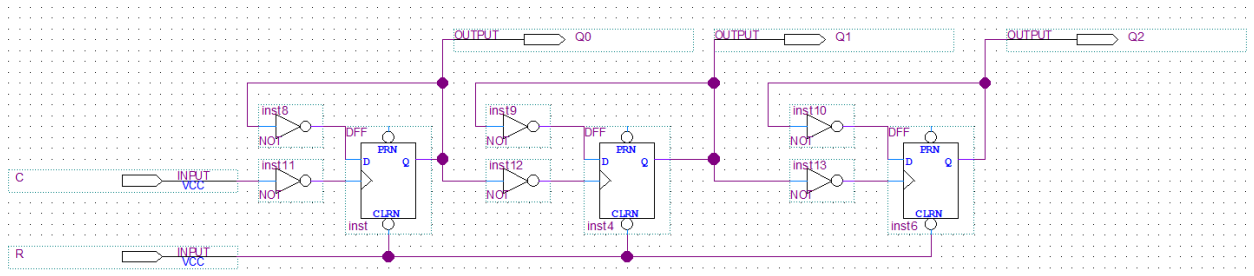 OUTPUT Q0 OUTPUT Q1 OUTPUT Q2
inst8 inst9 inst10
NOT DFF NOT DFF NOT DFF
PRN PRN PRN
inst11 D Q inst12 D Q inst13 D Q
C INPUT
VCC
NOT NOT NOT
CLRN CLRN CLRN
inst inst4 inst6
R INPUT
VCC